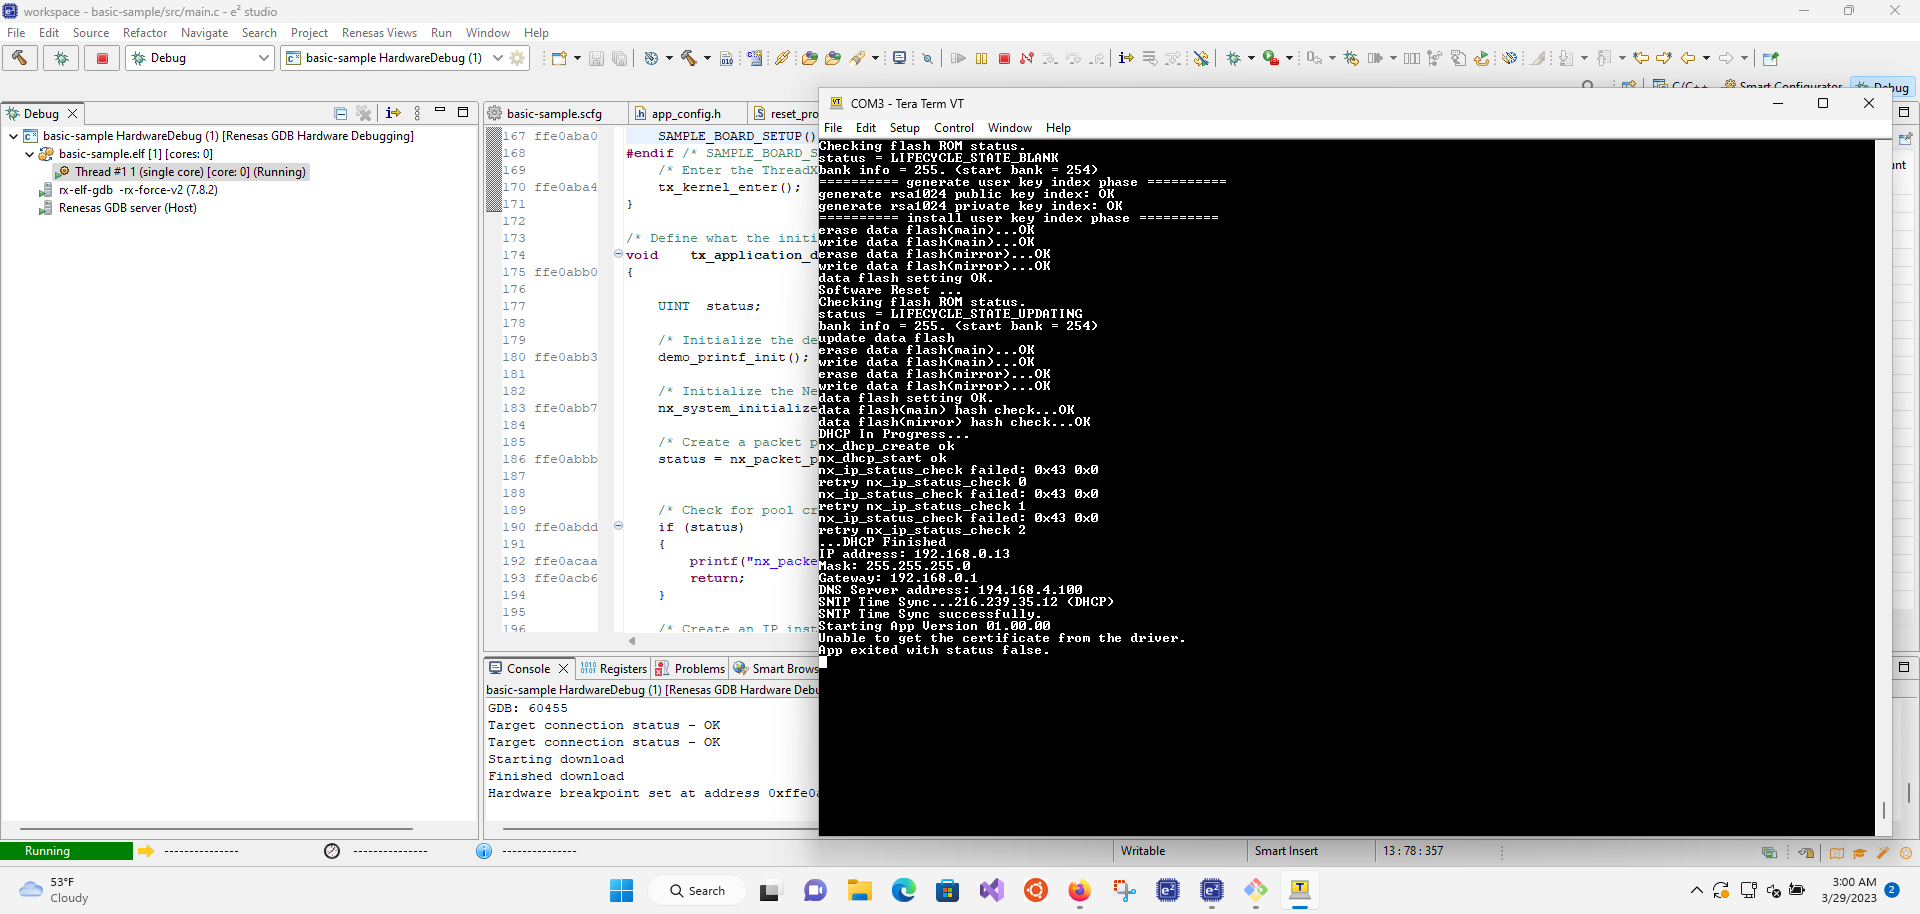 workspace - basic-sample/src/main.c - e² studio
File Edit Source Refactor Navigate Search Project Renesas Views Run Window Help
Debug
basic-sample HardwareDebug (1)
C/C++
Smart Configurator
Debug
Debug
basic-sample HardwareDebug (1) [Renesas GDB Hardware Debugging]
basic-sample.elf [1] [cores: 0]
Thread #1 1 (single core) [core: 0] (Running)
rx-elf-gdb -rx-force-v2 (7.8.2)
Renesas GDB server (Host)
basic-sample.scfg
app_config.h
reset_pro
167 ffe0aba0 SAMPLE_BOARD_SETUP()
168 #endif /* SAMPLE_BOARD_S
169 /* Enter the ThreadX
170 ffe0aba4 tx_kernel_enter();
171 }
172
173 /* Define what the initi
174 void tx_application_d
175 ffe0abb0 {
176
177 UINT status;
178
179 /* Initialize the de
180 ffe0abb3 demo_printf_init();
181
182 /* Initialize the Ne
183 ffe0abb7 nx_system_initialize
184
185 /* Create a packet p
186 ffe0abbb status = nx_packet_p
187
188
189 /* Check for pool cr
190 ffe0abdd if (status)
191 {
192 ffe0acaa printf("nx_packe
193 ffe0acb6 return;
194 }
195
196 /* Create an IP inst
Console
Registers
Problems
Smart Brows
basic-sample HardwareDebug (1) [Renesas GDB Hardware Debu
GDB: 60455
Target connection status - OK
Target connection status - OK
Starting download
Finished download
Hardware breakpoint set at address 0xffe0a
COM3 - Tera Term VT
File Edit Setup Control Window Help
Checking flash ROM status.
status = LIFECYCLE_STATE_BLANK
bank info = 255. (start bank = 254)
========== generate user key index phase ==========
generate rsa1024 public key index: OK
generate rsa1024 private key index: OK
========== install user key index phase ==========
erase data flash(main)...OK
write data flash(main)...OK
erase data flash(mirror)...OK
write data flash(mirror)...OK
data flash setting OK.
Software Reset ...
Checking flash ROM status.
status = LIFECYCLE_STATE_UPDATING
bank info = 255. (start bank = 254)
update data flash
erase data flash(main)...OK
write data flash(main)...OK
erase data flash(mirror)...OK
write data flash(mirror)...OK
data flash setting OK.
data flash(main) hash check...OK
data flash(mirror) hash check...OK
DHCP In Progress...
nx_dhcp_create ok
nx_dhcp_start ok
nx_ip_status_check failed: 0x43 0x0
retry nx_ip_status_check 0
nx_ip_status_check failed: 0x43 0x0
retry nx_ip_status_check 1
nx_ip_status_check failed: 0x43 0x0
retry nx_ip_status_check 2
...DHCP Finished
IP address: 192.168.0.13
Mask: 255.255.255.0
Gateway: 192.168.0.1
DNS Server address: 194.168.4.100
SNTP Time Sync...216.239.35.12 (DHCP)
SNTP Time Sync successfully.
Starting App Version 01.00.00
Unable to get the certificate from the driver.
App exited with status false.
unt
Running
---------------
---------------
---------------
Writable
Smart Insert
13 : 78 : 357
53°F
Cloudy
Search
3:00 AM
3/29/2023
2